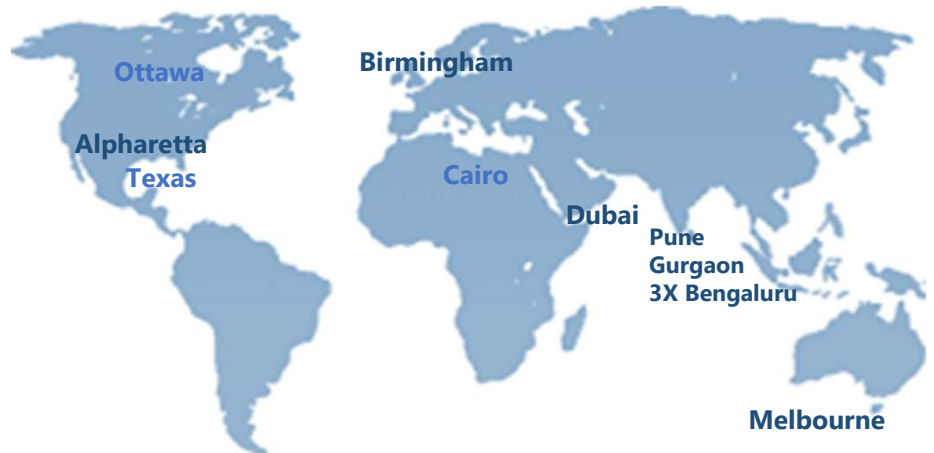 Ottawa
Birmingham
Alpharetta
Texas
Cairo
Dubai
Pune
Gurgaon
3X Bengaluru
Melbourne